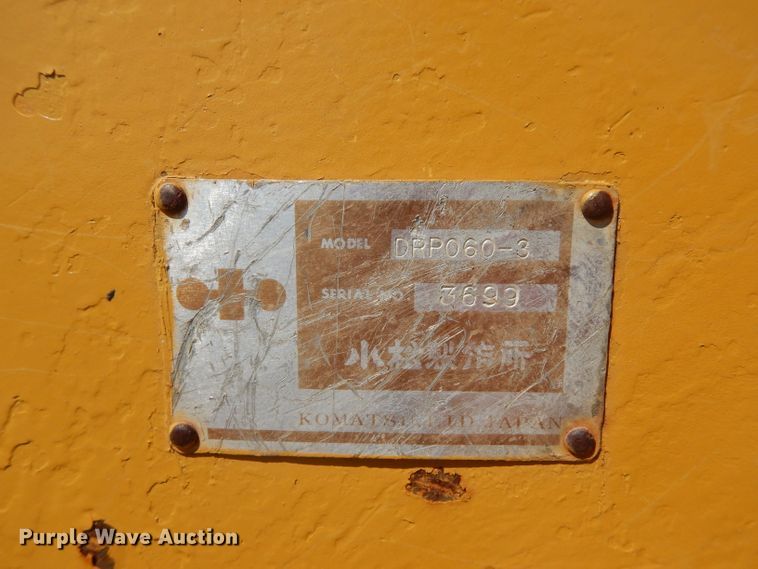 MODEL DRP060-3
SERIAL NO 3699
小松製作所
KOMATSU LTD JAPAN
Purple Wave Auction